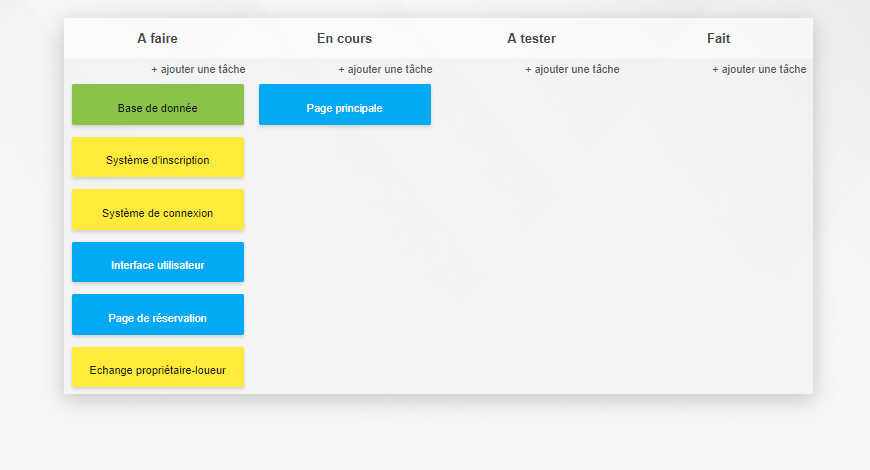 A faire
En cours
A tester
Fait
+ ajouter une tâche
+ ajouter une tâche
+ ajouter une tâche
+ ajouter une tâche
Base de donnée
Page principale
Système d'inscription
Système de connexion
Interface utilisateur
Page de réservation
Echange propriétaire-loueur